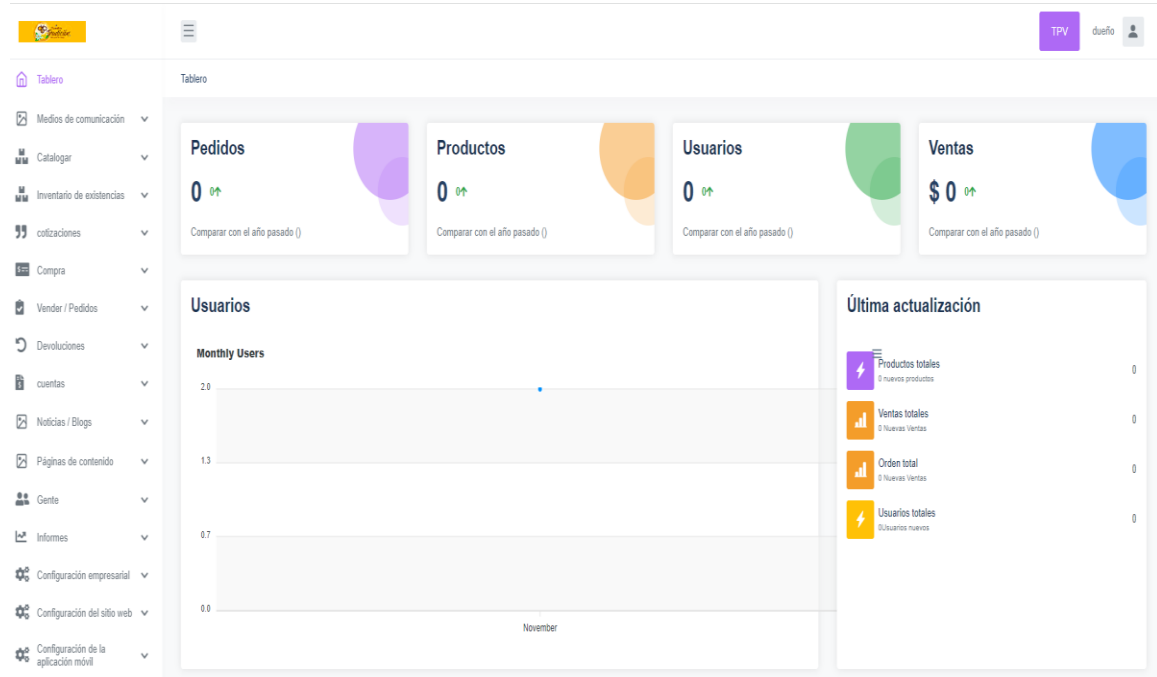 TPV
dueño
Tablero
Tablero
Medios de comunicación
Catalogar
Inventario de existencias
cotizaciones
Compra
Vender / Pedidos
Devoluciones
cuentas
Noticias / Blogs
Páginas de contenido
Gente
Informes
Configuración empresarial
Configuración del sitio web
Configuración de la
aplicación móvil
Pedidos
0 0
Comparar con el año pasado ()
Productos
0 0
Comparar con el año pasado ()
Usuarios
0 0
Comparar con el año pasado ()
Ventas
$ 0 0
Comparar con el año pasado ()
Usuarios
Monthly Users
2.0
1.3
0.7
0.0
November
Última actualización
Productos totales 0
0 nuevos productos
Ventas totales 0
0 Nuevas Ventas
Orden total 0
0 Nuevas Ventas
Usuarios totales 0
0Usuarios nuevos